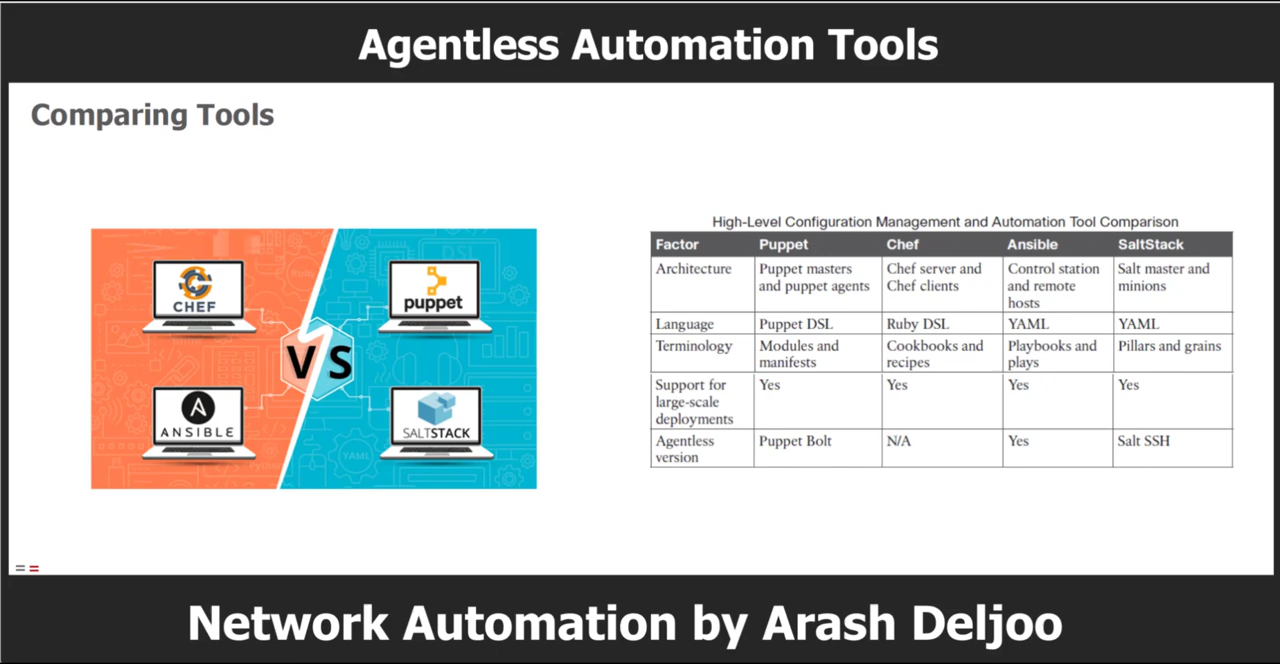 Agentless Automation Tools
Comparing Tools
CHEF
puppet
VS
ANSIBLE
SALTSTACK
DSL
Ruby
YAML
High-Level Configuration Management and Automation Tool Comparison
Factor Puppet Chef Ansible SaltStack
Architecture Puppet masters Chef server and Control station Salt master and
and puppet agents Chef clients and remote minions
hosts
Language Puppet DSL Ruby DSL YAML YAML
Terminology Modules and Cookbooks and Playbooks and Pillars and grains
manifests recipes plays
Support for Yes Yes Yes Yes
large-scale
deployments
Agentless Puppet Bolt N/A Yes Salt SSH
version
Network Automation by Arash Deljoo